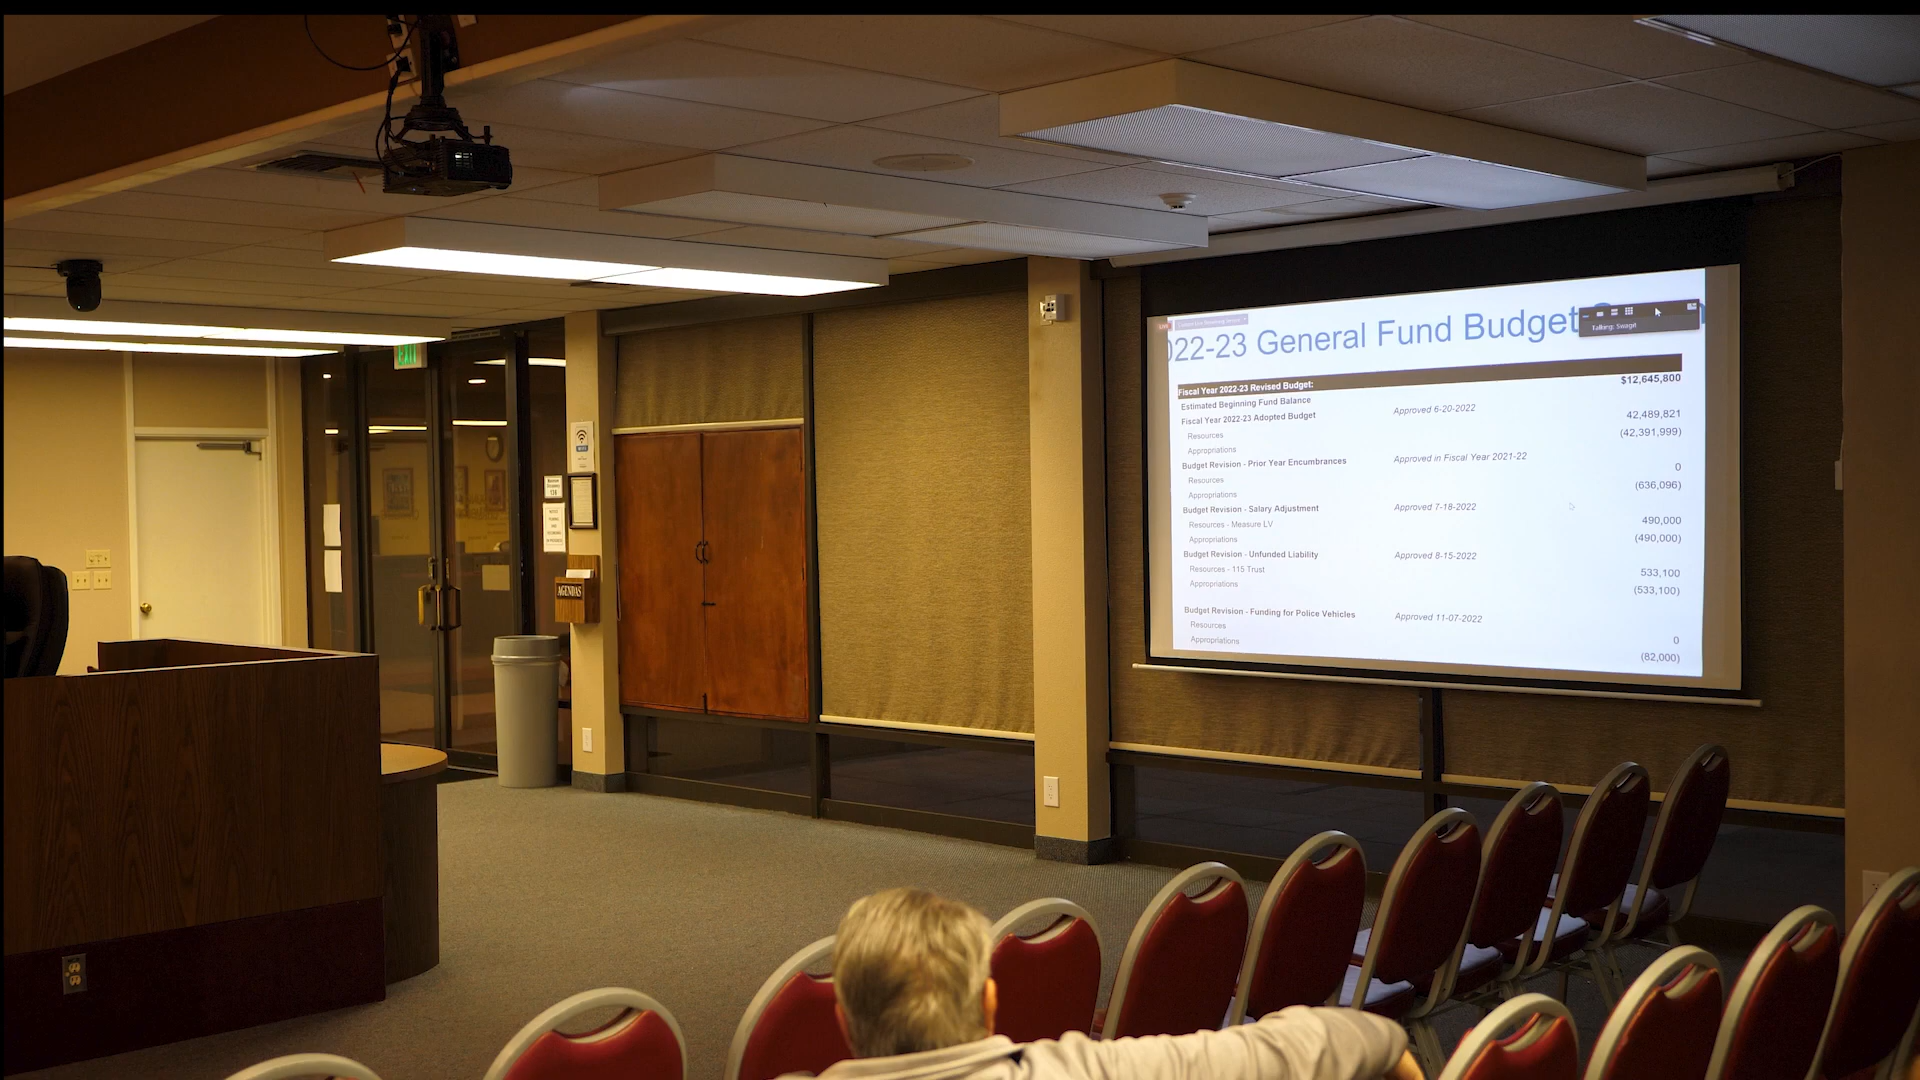 EXIT
AGENDAS
022-23 General Fund Budget
Talking: Swagit
Fiscal Year 2022-23 Revised Budget:
Estimated Beginning Fund Balance $12,645,800
Fiscal Year 2022-23 Adopted Budget Approved 6-20-2022
Resources 42,489,821
Appropriations (42,391,999)
Budget Revision - Prior Year Encumbrances Approved in Fiscal Year 2021-22
Resources 0
Appropriations (636,096)
Budget Revision - Salary Adjustment Approved 7-18-2022
Resources - Measure LV 490,000
Appropriations (490,000)
Budget Revision - Unfunded Liability Approved 8-15-2022
Resources - 115 Trust 533,100
Appropriations (533,100)
Budget Revision - Funding for Police Vehicles Approved 11-07-2022
Resources 0
Appropriations (82,000)